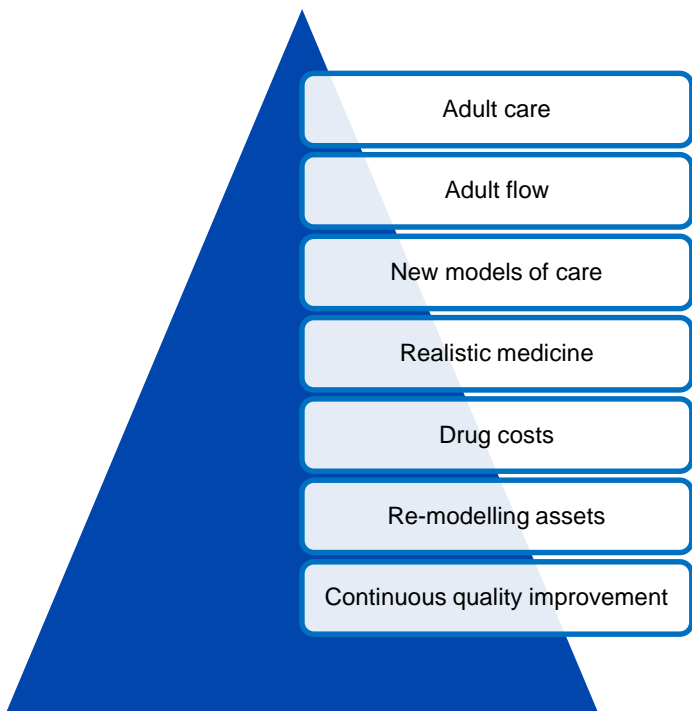 Adult care
Adult flow
New models of care
Realistic medicine
Drug costs
Re-modelling assets
Continuous quality improvement